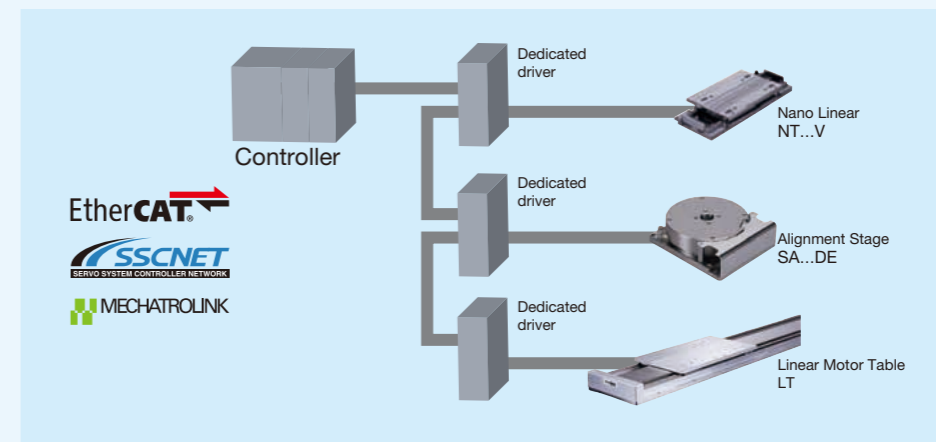 Dedicated
driver
Nano Linear
NT...V
Controller
Dedicated
driver
EtherCAT®
Alignment Stage
SA...DE
SSCNET
SERVO SYSTEM CONTROLLER NETWORK
MECHATROLINK
Dedicated
driver
Linear Motor Table
LT